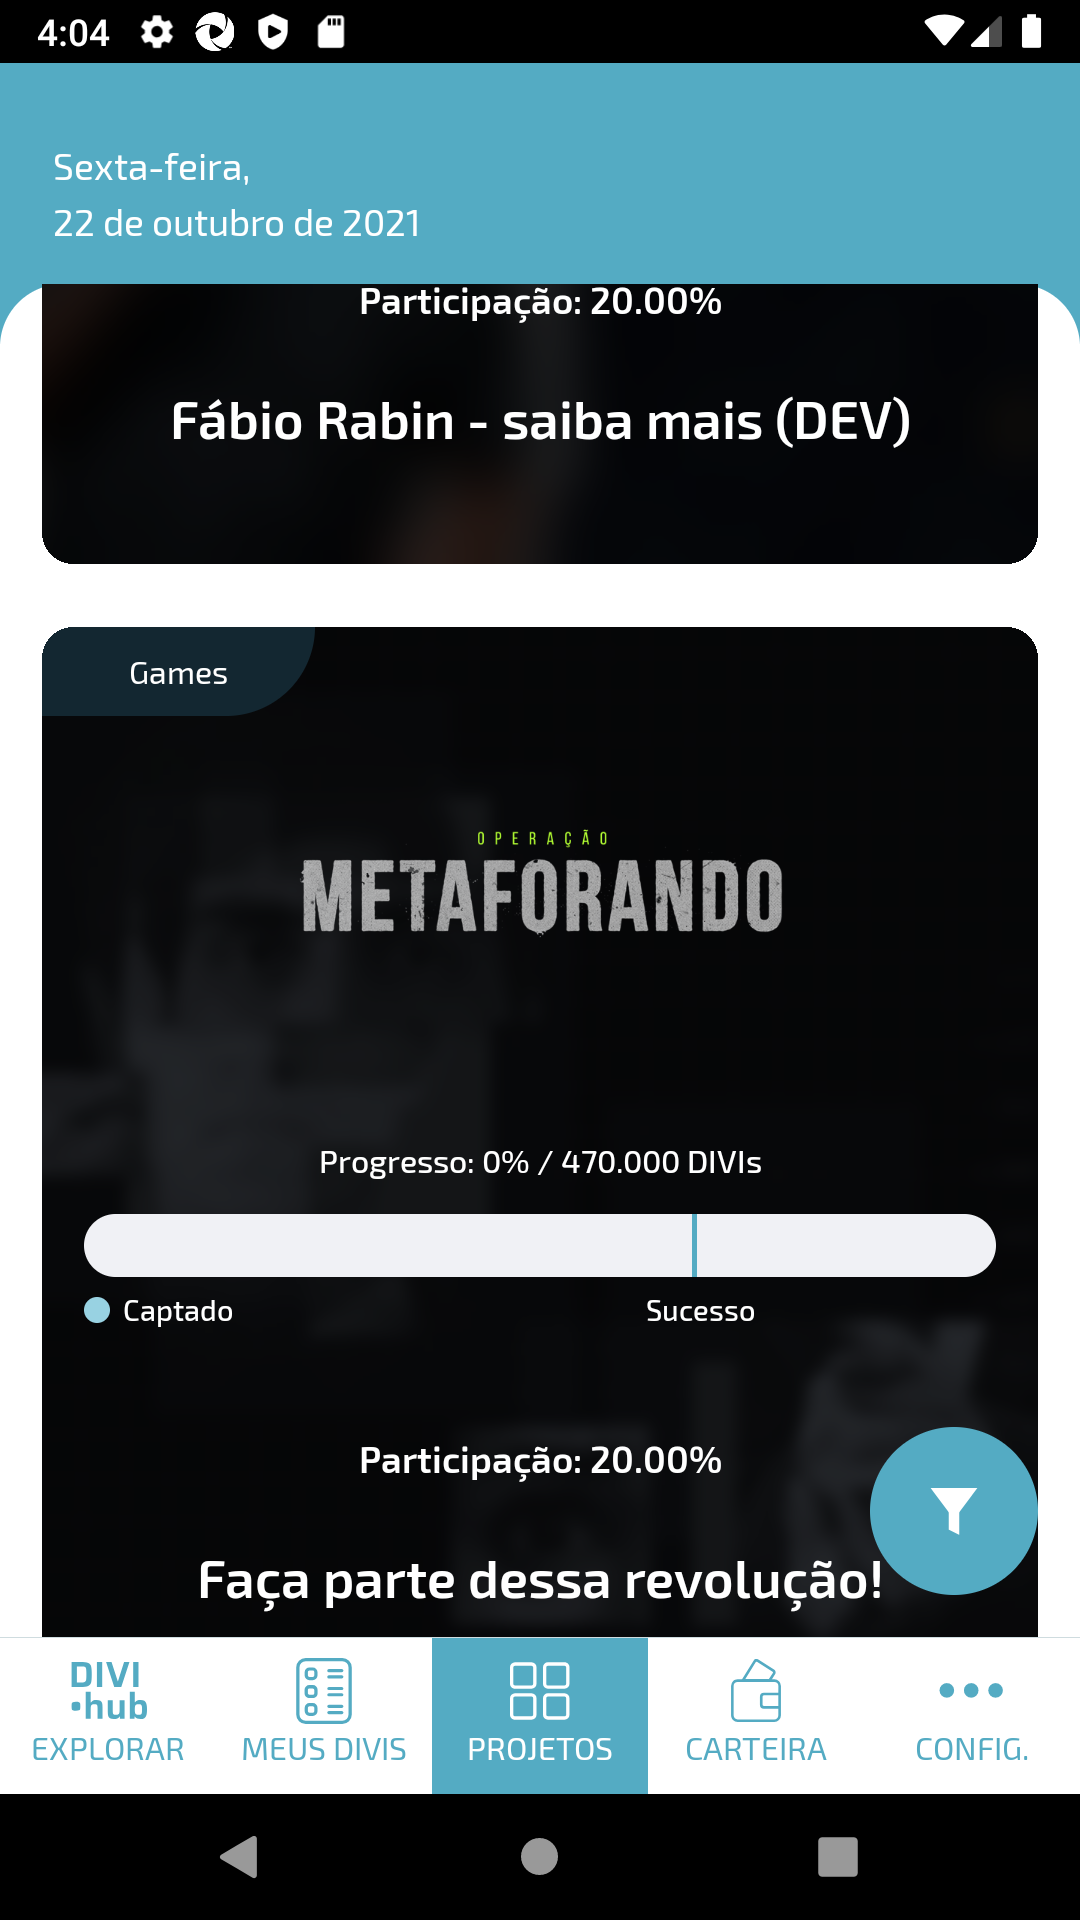 4:04
Sexta-feira,
22 de outubro de 2021
Participação: 20.00%
Fábio Rabin - saiba mais (DEV)
Games
OPERAÇÃO
METAFORANDO
Progresso: 0% / 470.000 DIVIs
Captado
Sucesso
Participação: 20.00%
Faça parte dessa revolução!
DIVI
hub
EXPLORAR
MEUS DIVIS
PROJETOS
CARTEIRA
CONFIG.